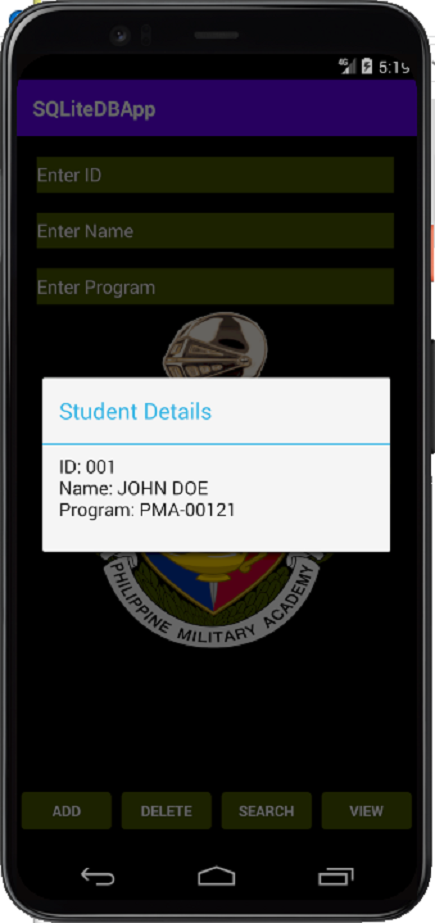 4G 5:19
SQLiteDBApp
Enter ID
Enter Name
Enter Program
Student Details
ID: 001
Name: JOHN DOE
Program: PMA-00121
PHILIPPINE MILITARY ACADEMY
ADD DELETE SEARCH VIEW